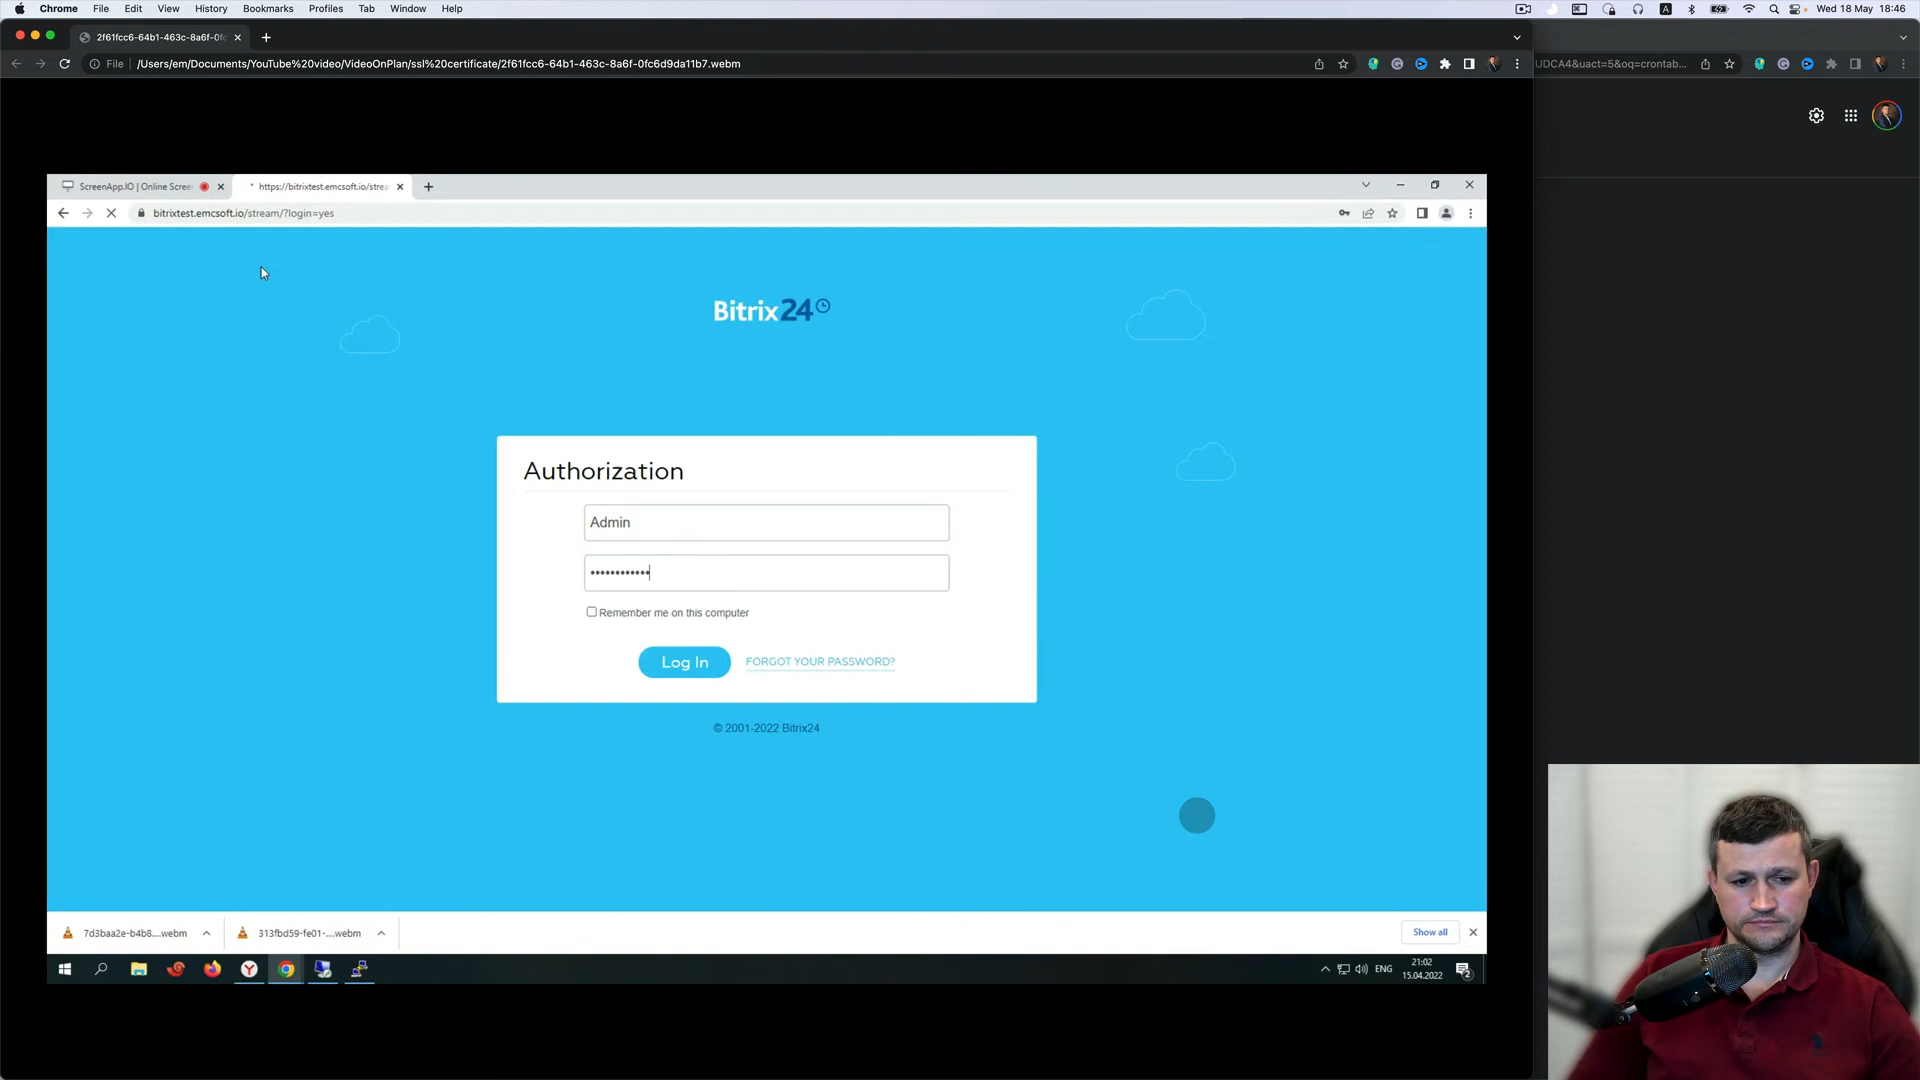 Chrome File Edit View History Bookmarks Profiles Tab Window Help
A
Wed 18 May 18:46
2f61fcc6-64b1-463c-8a6f-0fc
File /Users/em/Documents/YouTube%20video/VideoOnPlan/ssl%20certificate/2f61fcc6-64b1-463c-8a6f-0fc6d9da11b7.webm
UDCA4&uact=5&oq=crontab...
ScreenApp.IO | Online Scree
https://bitrixtest.emcsoft.io/strea
bitrixtest.emcsoft.io/stream/?login=yes
Bitrix24
Authorization
Admin
Remember me on this computer
Log In
FORGOT YOUR PASSWORD?
© 2001-2022 Bitrix24
7d3baa2e-b4b8....webm
313fbd59-fe01-....webm
Show all
ENG
21:02
15.04.2022
2